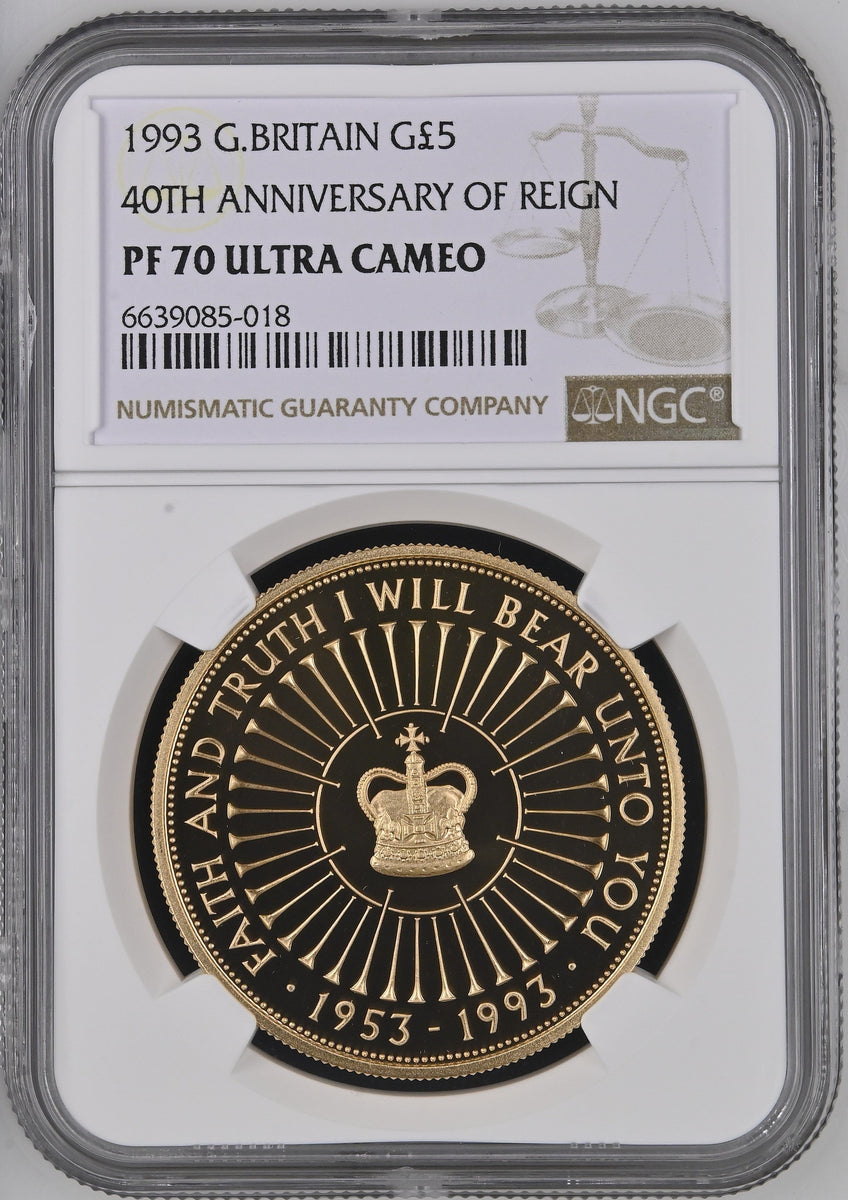 1993 G.BRITAIN G£5
40TH ANNIVERSARY OF REIGN
PF 70 ULTRA CAMEO
6639085-018
NUMISMATIC GUARANTY COMPANY
NGC®
FAITH AND TRUTH I WILL BEAR UNTO YOU
· 1953 - 1993 ·